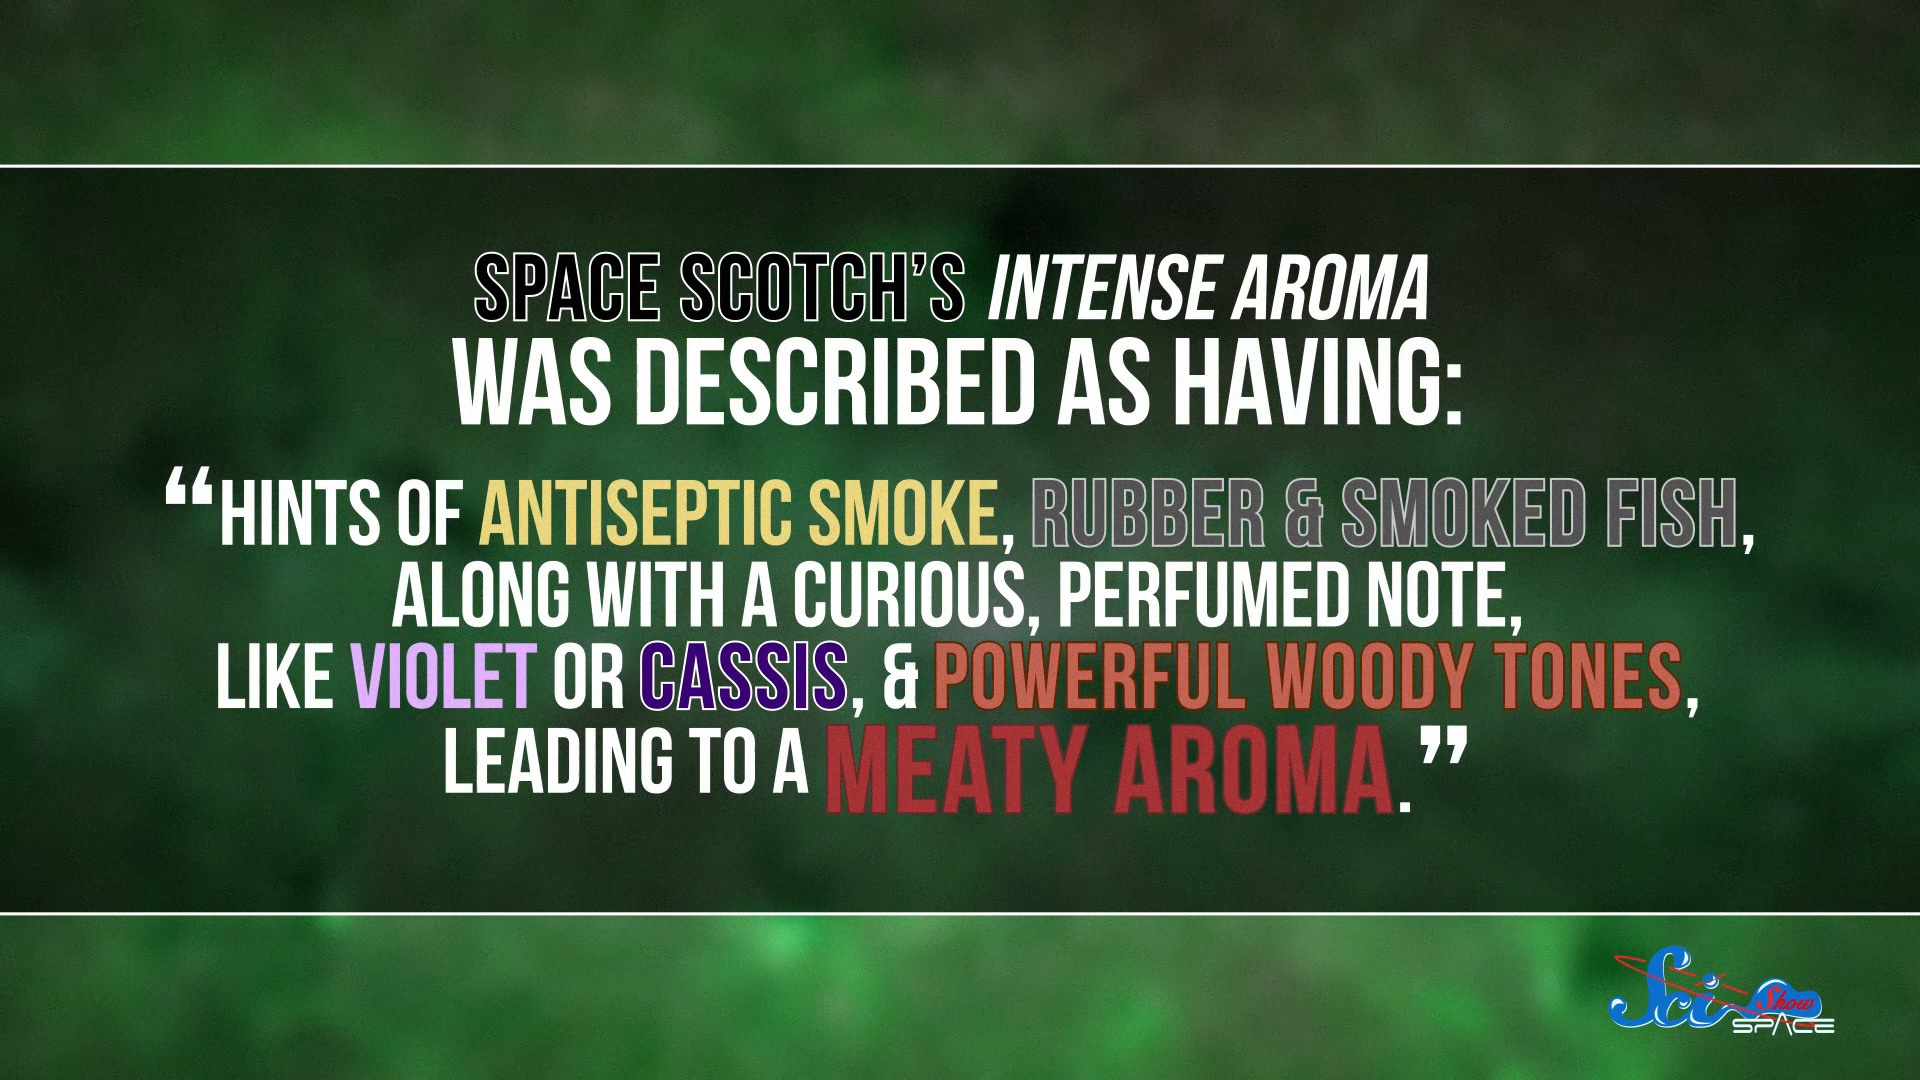 SPACE SCOTCH’S INTENSE AROMA
WAS DESCRIBED AS HAVING:
“HINTS OF ANTISEPTIC SMOKE, RUBBER & SMOKED FISH,
ALONG WITH A CURIOUS, PERFUMED NOTE,
LIKE VIOLET OR CASSIS, & POWERFUL WOODY TONES,
LEADING TO A MEATY AROMA.”
Sci Show
SPACE